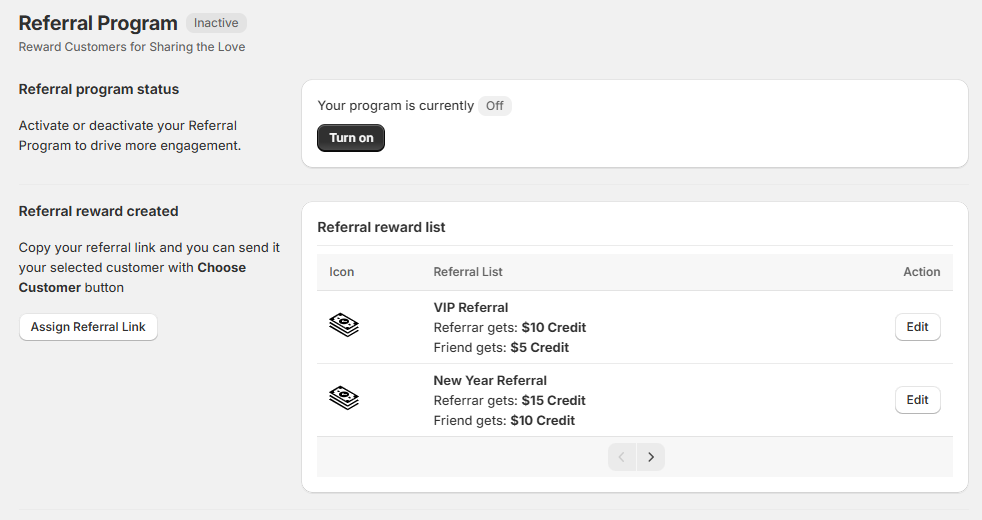 Referral Program Inactive
Reward Customers for Sharing the Love
Referral program status
Activate or deactivate your Referral
Program to drive more engagement.
Your program is currently Off
Turn on
Referral reward created
Copy your referral link and you can send it
your selected customer with Choose
Customer button
Assign Referral Link
Referral reward list
Icon Referral List Action
VIP Referral
Referrar gets: $10 Credit
Friend gets: $5 Credit
Edit
New Year Referral
Referrar gets: $15 Credit
Friend gets: $10 Credit
Edit